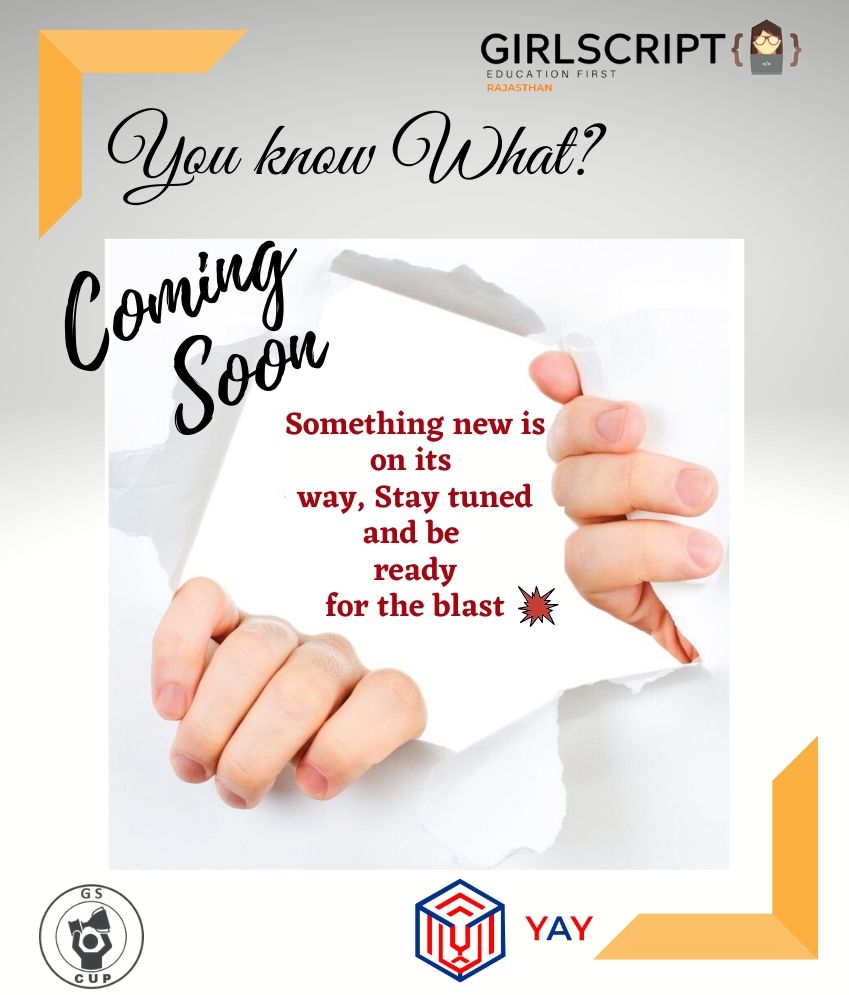 GIRLSCRIPT
EDUCATION FIRST
RAJASTHAN
</>
You know What?
Coming
Soon
Something new is
on its
way, Stay tuned
and be
ready
for the blast
GS
CUP
YAY